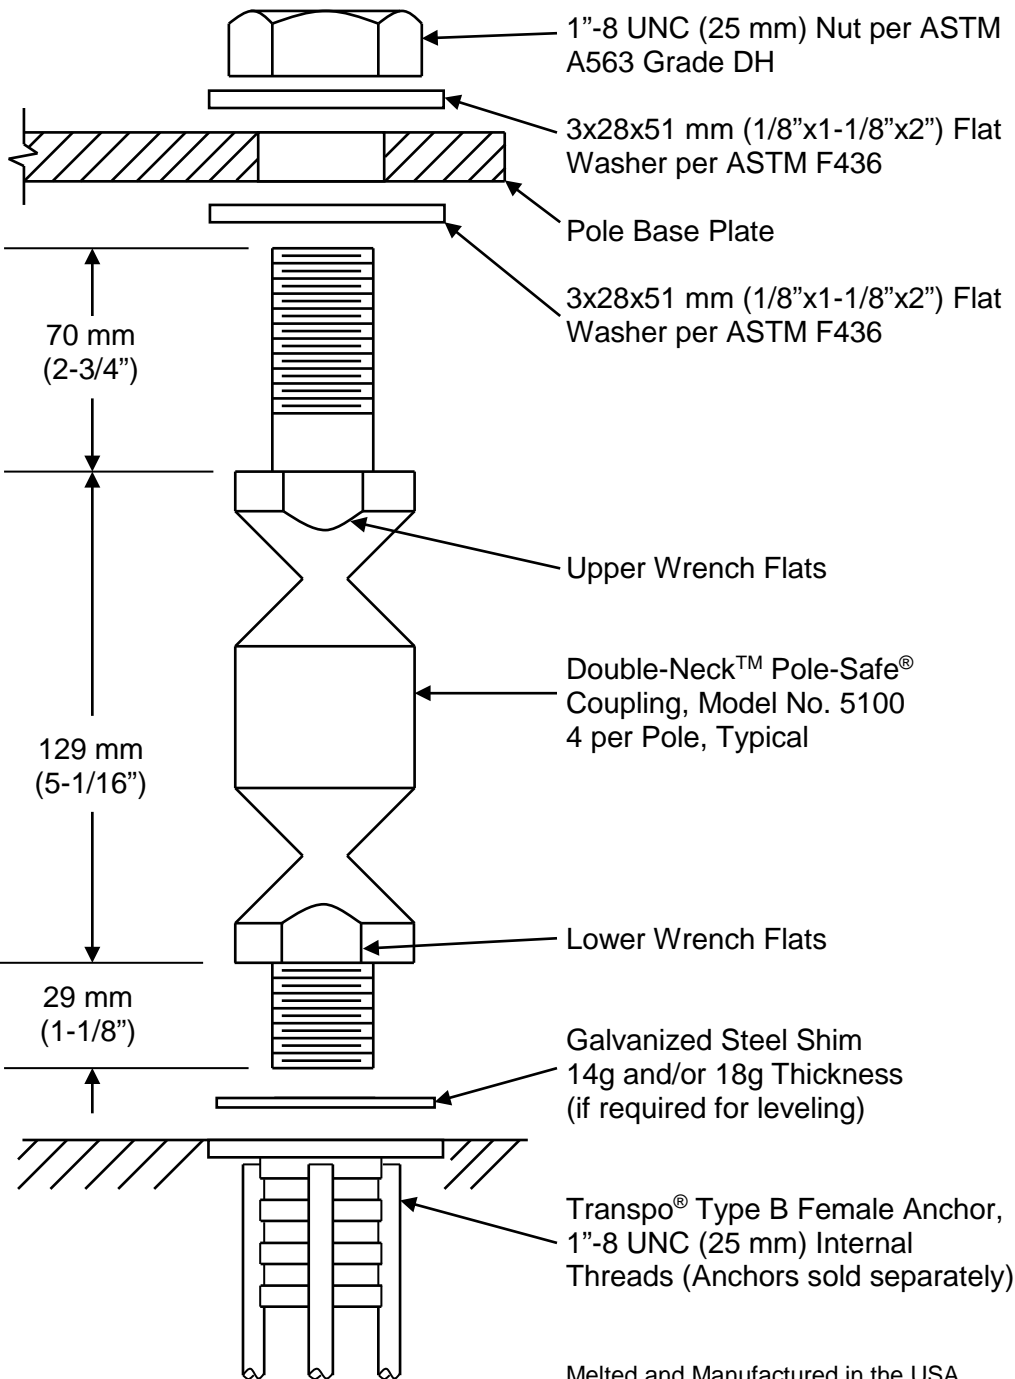 1”-8 UNC (25 mm) Nut per ASTM
A563 Grade DH
3x28x51 mm (1/8”x1-1/8”x2”) Flat
Washer per ASTM F436
Pole Base Plate
3x28x51 mm (1/8”x1-1/8”x2”) Flat
Washer per ASTM F436
70 mm
(2-3/4”)
Upper Wrench Flats
Double-Neck™ Pole-Safe®
Coupling, Model No. 5100
4 per Pole, Typical
129 mm
(5-1/16”)
Lower Wrench Flats
29 mm
(1-1/8”)
Galvanized Steel Shim
14g and/or 18g Thickness
(if required for leveling)
Transpo® Type B Female Anchor,
1”-8 UNC (25 mm) Internal
Threads (Anchors sold separately)
Melted and Manufactured in the USA